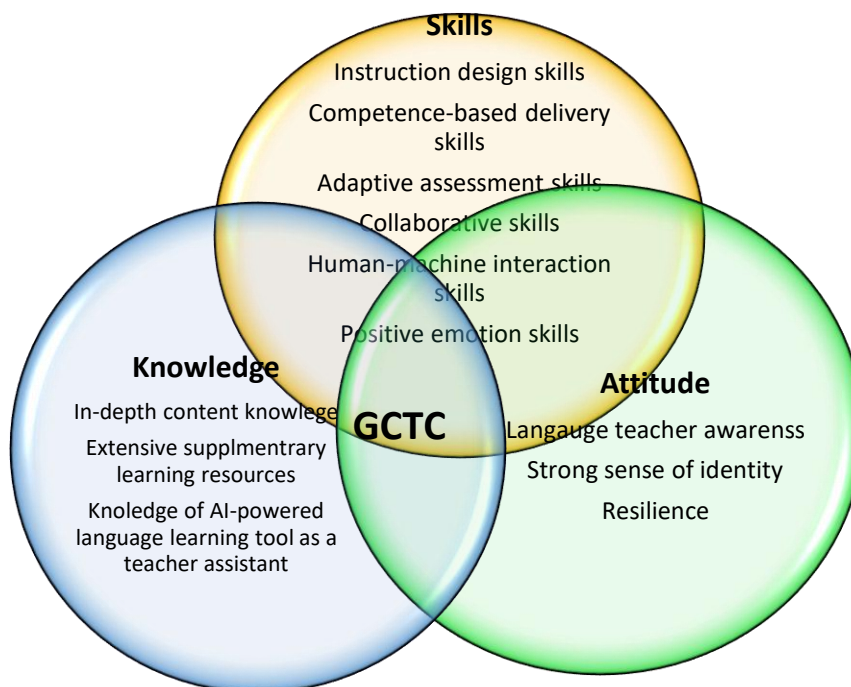 Skills
Instruction design skills
Competence-based delivery
skills
Adaptive assessment skills
Collaborative skills
Human-machine interaction
skills
Positive emotion skills
Knowledge
In-depth content knowlege
Extensive supplmentrary
learning resources
Knoledge of AI-powered
language learning tool as a
teacher assistant
GCTC
Attitude
Langauge teacher awarenss
Strong sense of identity
Resilience